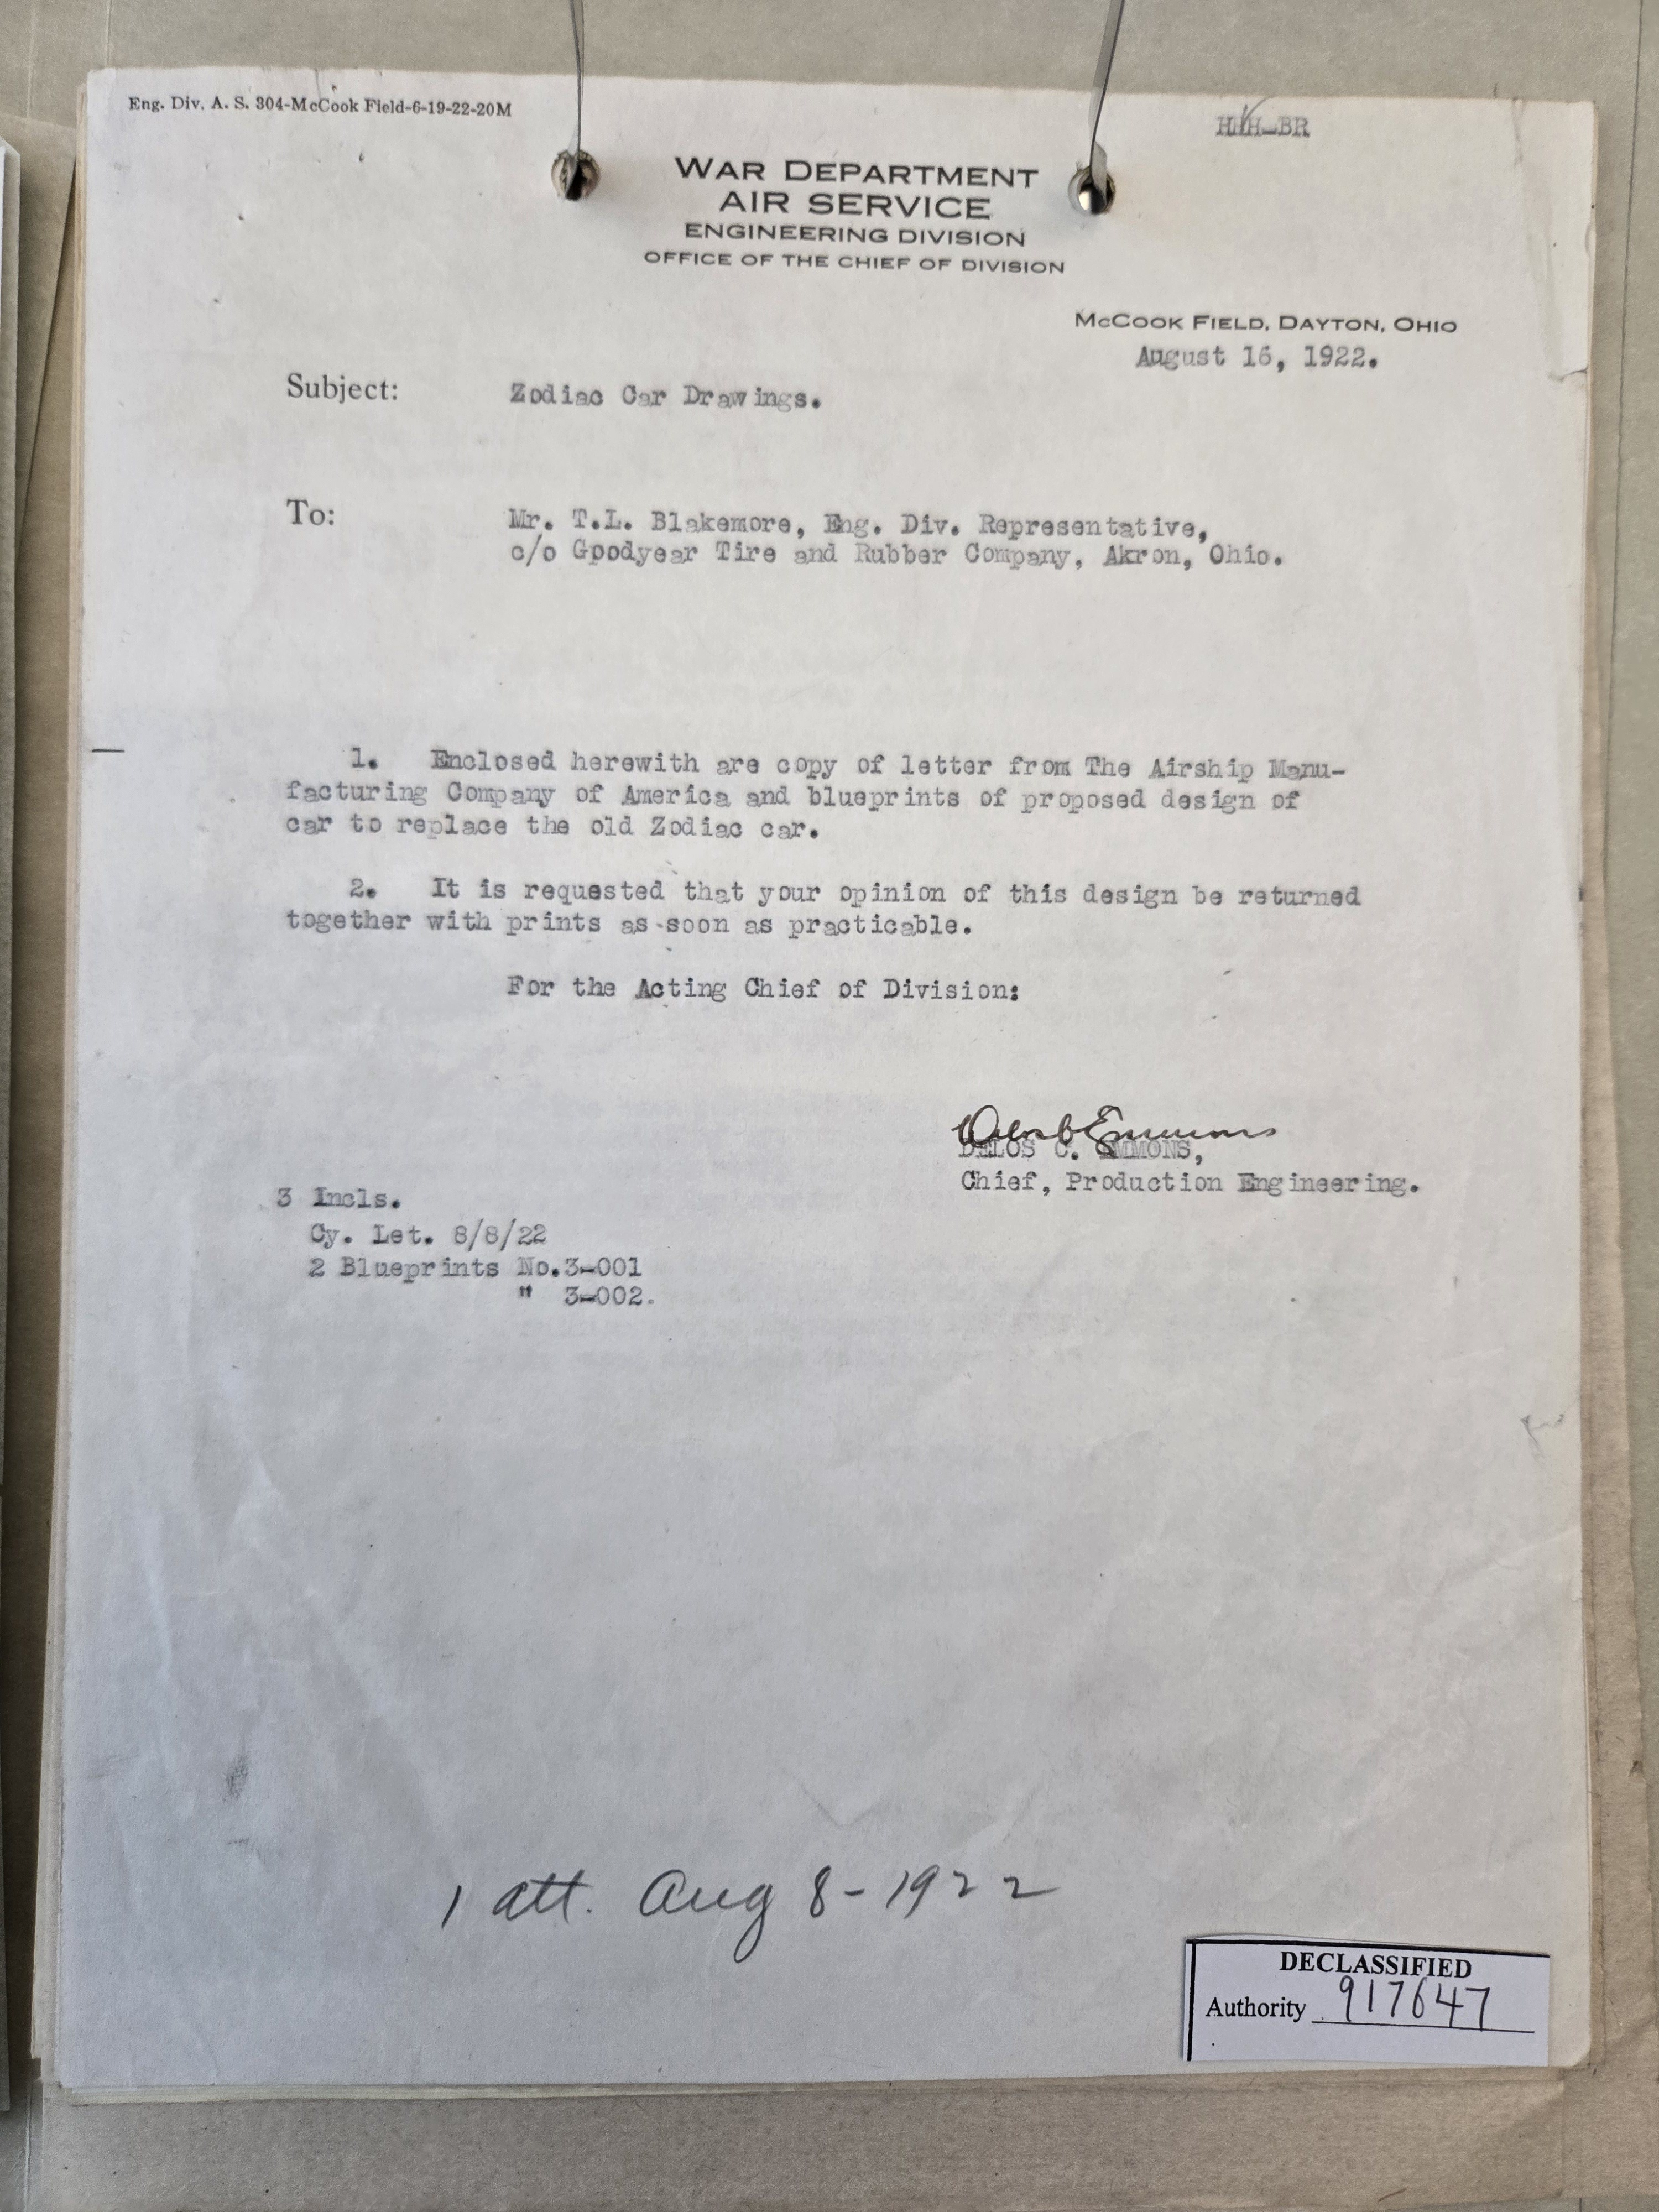 Eng. Div. A. S. 304-McCook Field-6-19-22-20M
HHH-BR
WAR DEPARTMENT
AIR SERVICE
ENGINEERING DIVISION
OFFICE OF THE CHIEF OF DIVISION
MCCOOK FIELD, DAYTON, OHIO
August 16, 1922.
Subject: Zodiac Car Drawings.
To: Mr. T.L. Blakemore, Eng. Div. Representative,
c/o Goodyear Tire and Rubber Company, Akron, Ohio.
1. Enclosed herewith are copy of letter from The Airship Manu-
facturing Company of America and blueprints of proposed design of
car to replace the old Zodiac car.
2. It is requested that your opinion of this design be returned
together with prints as soon as practicable.
For the Acting Chief of Division:
Delos C Emmons
DELOS C. EMMONS,
Chief, Production Engineering.
3 Incls.
Cy. Let. 8/8/22
2 Blueprints No.3-001
" 3-002.
1 att. Aug 8-1922
DECLASSIFIED
Authority 917647